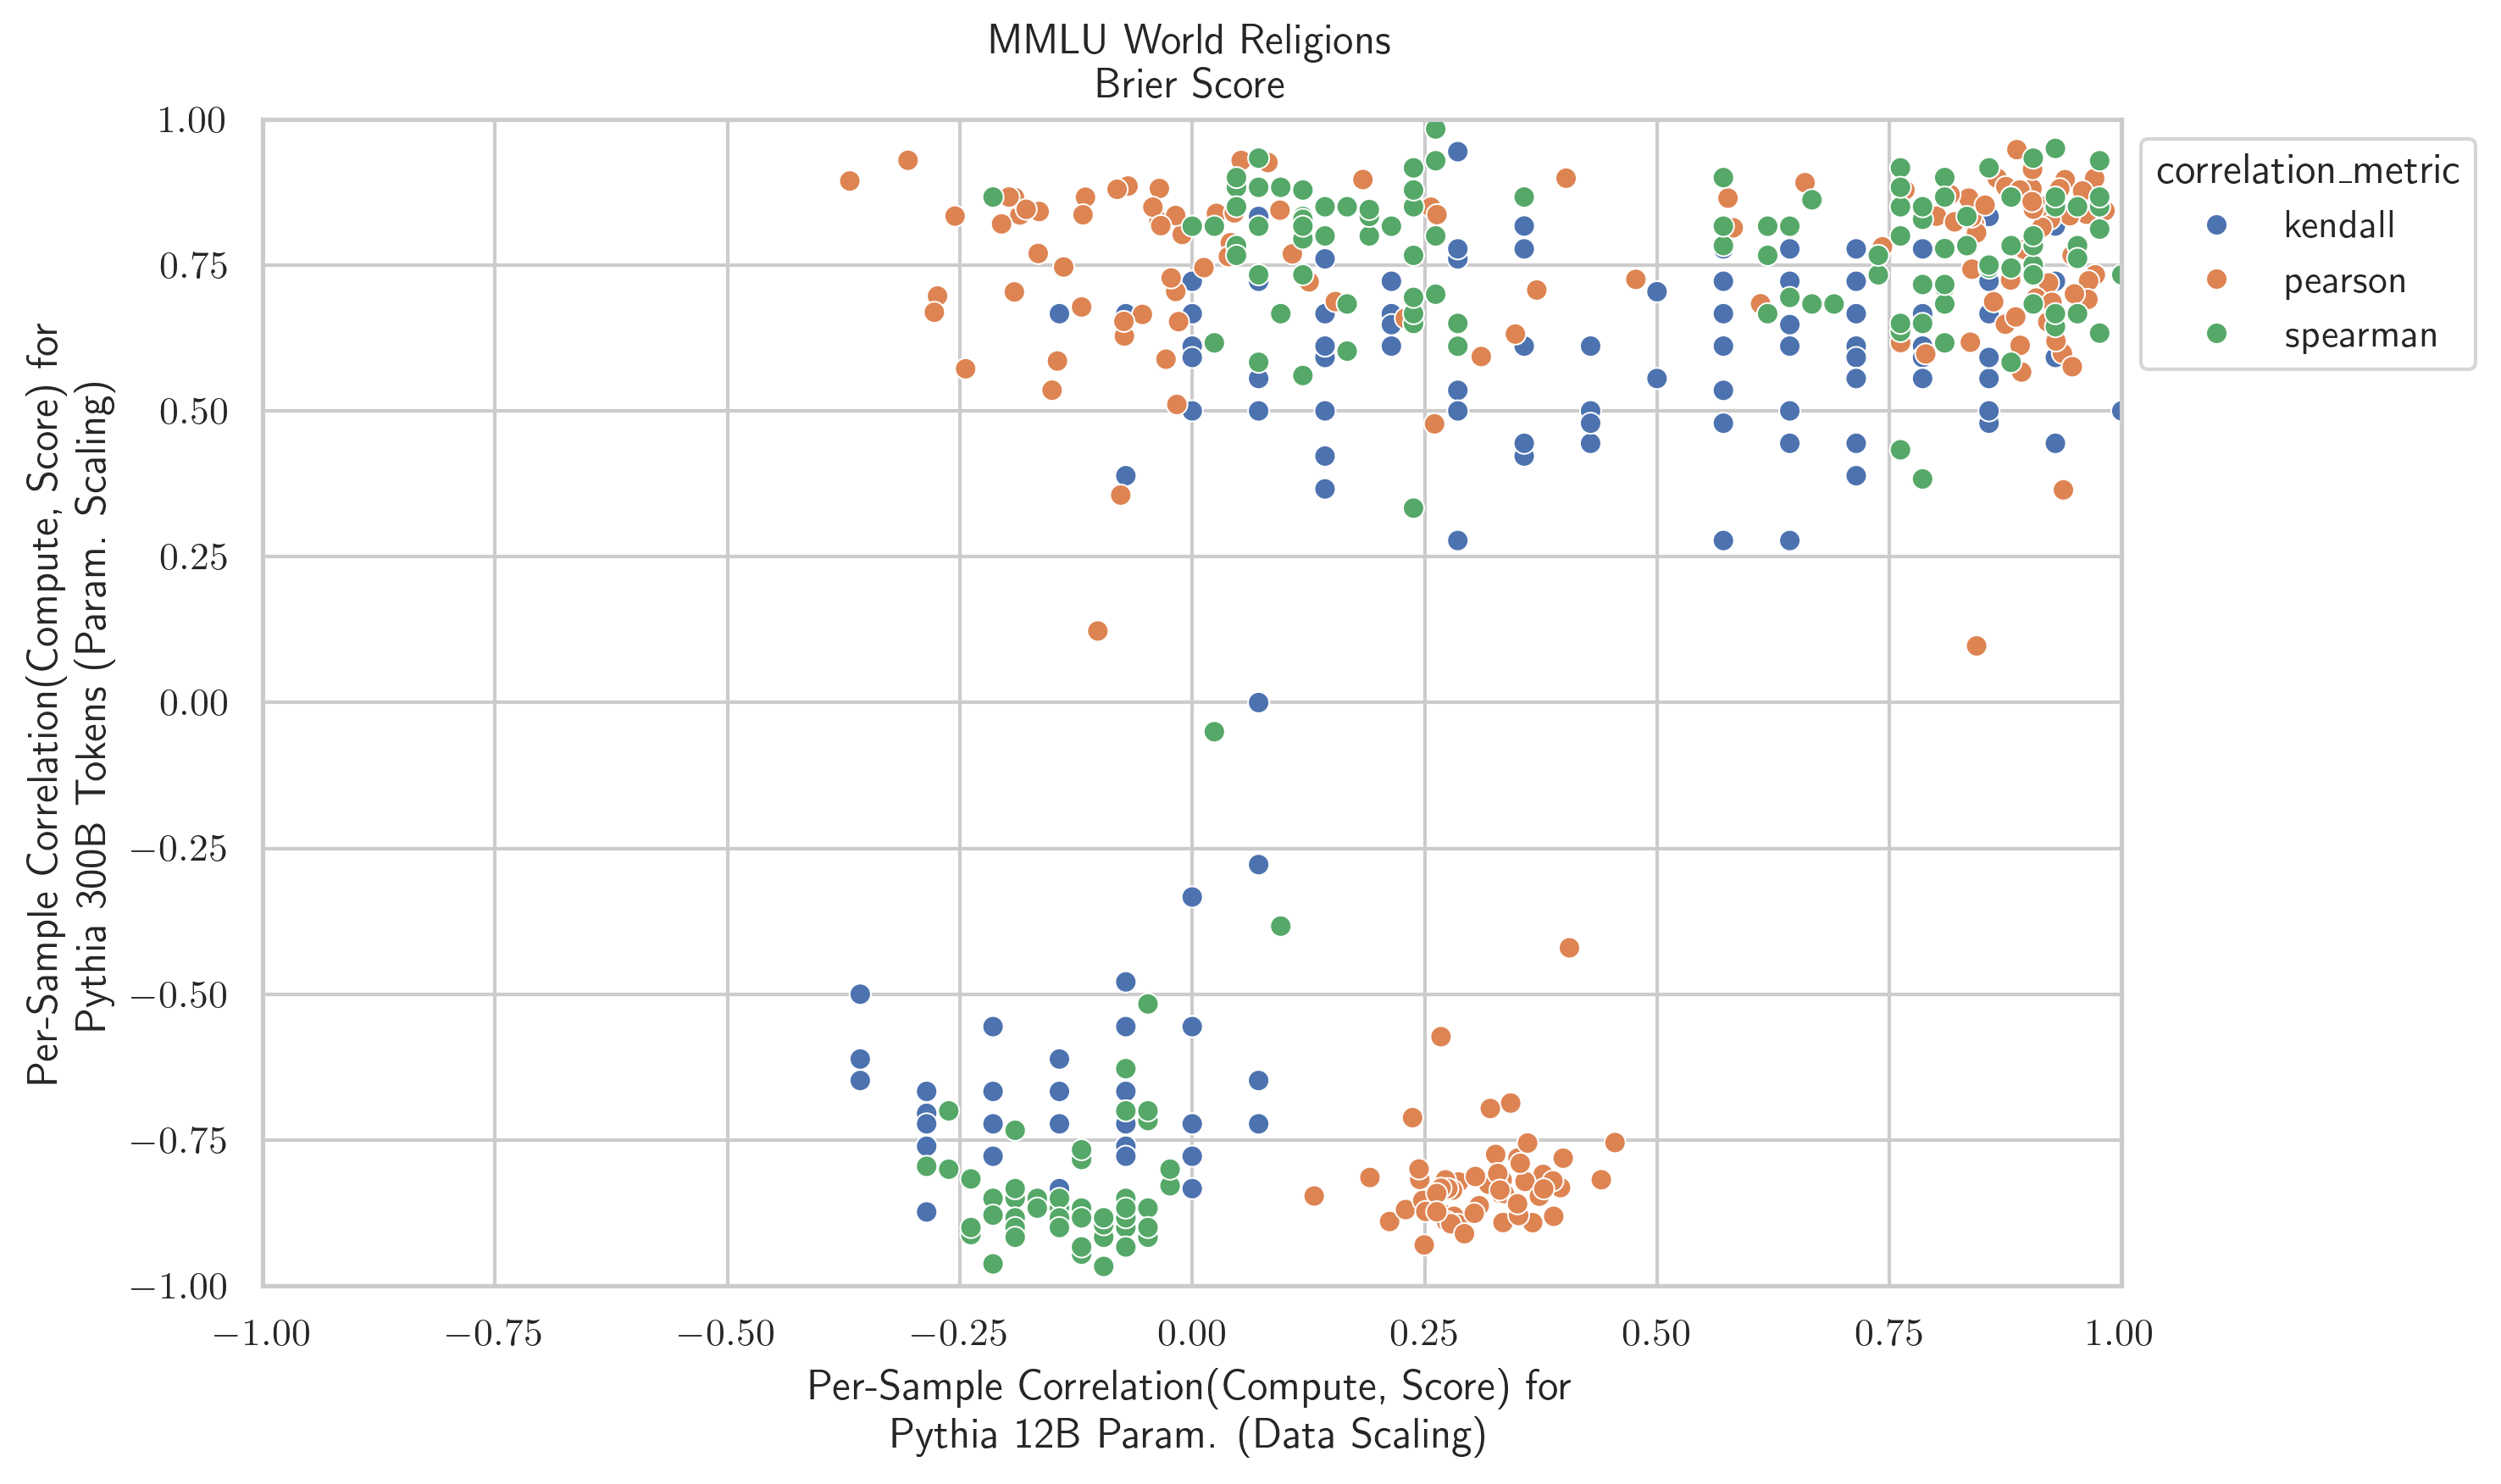 MMLU World Religions
Brier Score
Per-Sample Correlation(Compute, Score) for
Pythia 300B Tokens (Param. Scaling)
1.00
0.75
0.50
0.25
0.00
−0.25
−0.50
−0.75
−1.00
−1.00
−0.75
−0.50
−0.25
0.00
0.25
0.50
0.75
1.00
Per-Sample Correlation(Compute, Score) for
Pythia 12B Param. (Data Scaling)
correlation_metric
kendall
pearson
spearman